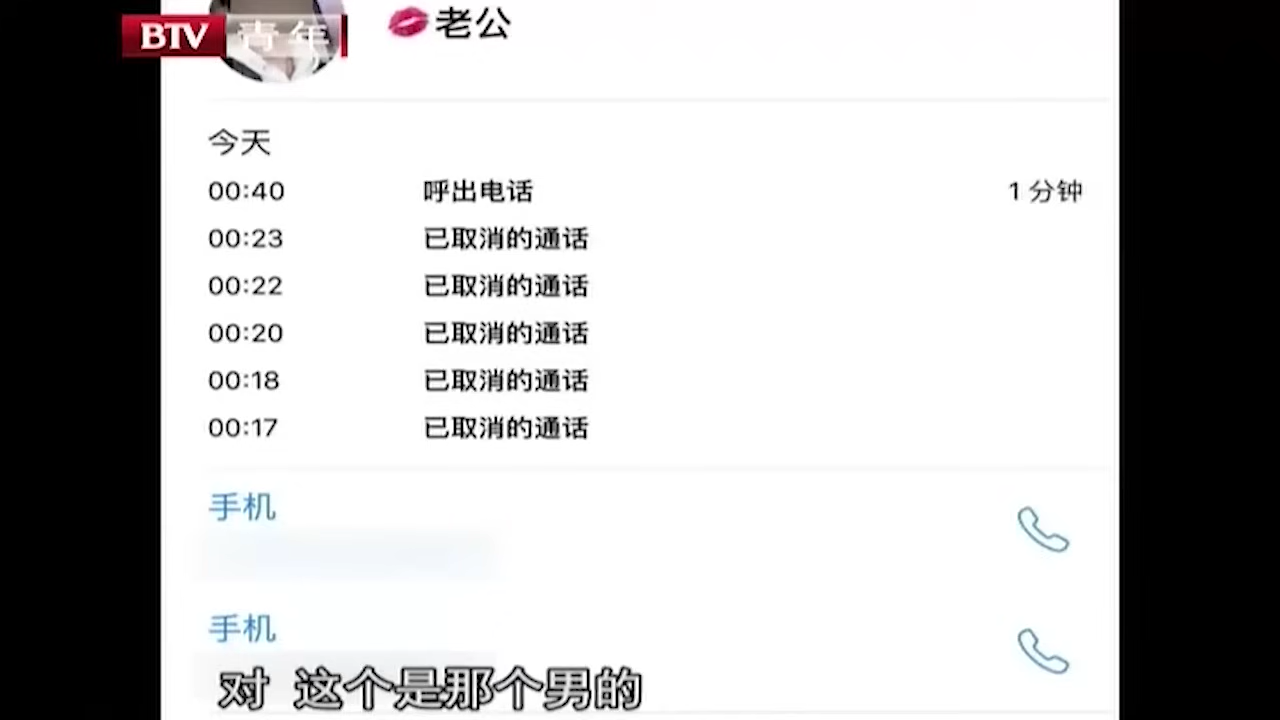 BTV 青年
💋老公
今天
00:40 呼出电话 1 分钟
00:23 已取消的通话
00:22 已取消的通话
00:20 已取消的通话
00:18 已取消的通话
00:17 已取消的通话
手机
手机
对 这个是那个男的